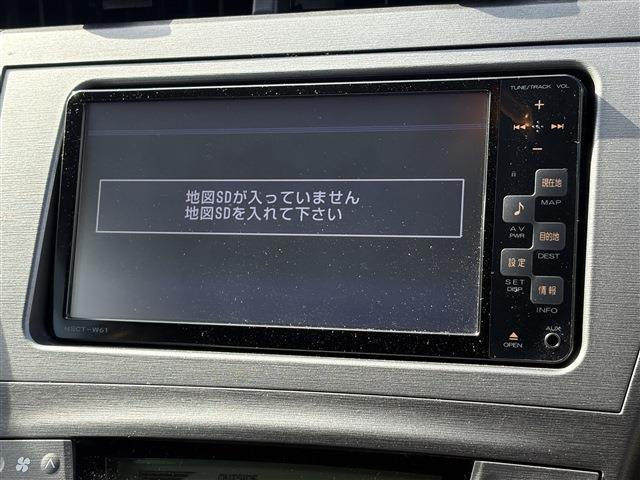 TUNE/TRACK VOL
地図SDが入っていません
地図SDを入れて下さい
現在地
MAP
AV
PWR
目的地
DEST
設定
SET
DISP
情報
INFO
NSCT-W61
OPEN
AUX
OUTSIDE